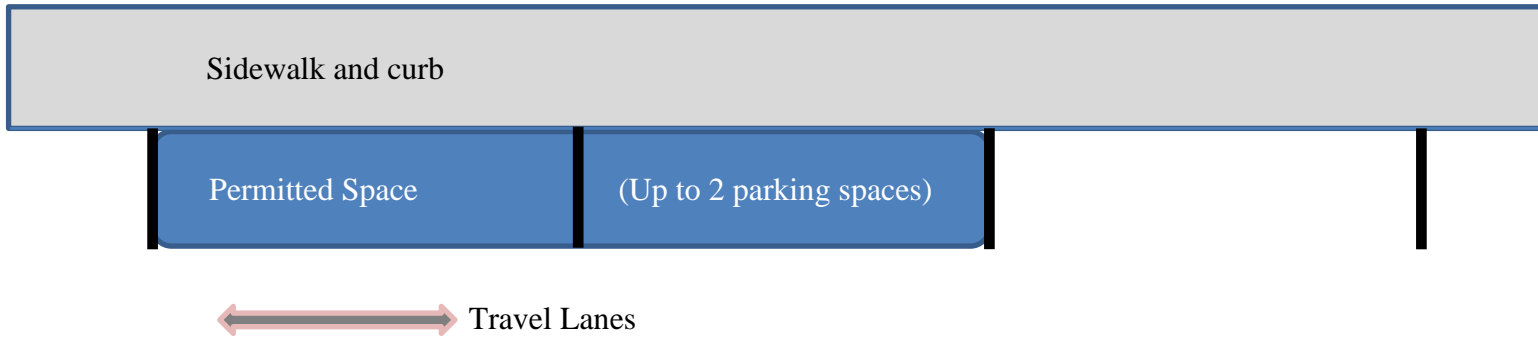 Sidewalk and curb
Permitted Space
(Up to 2 parking spaces)
Travel Lanes